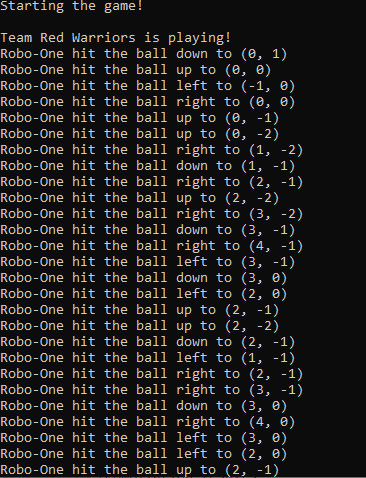 Starting the game!
Team Red Warriors is playing!
Robo-One hit the ball down to (0, 1)
Robo-One hit the ball up to (0, 0)
Robo-One hit the ball left to (-1, 0)
Robo-One hit the ball right to (0, 0)
Robo-One hit the ball up to (0, -1)
Robo-One hit the ball up to (0, -2)
Robo-One hit the ball right to (1, -2)
Robo-One hit the ball down to (1, -1)
Robo-One hit the ball right to (2, -1)
Robo-One hit the ball up to (2, -2)
Robo-One hit the ball right to (3, -2)
Robo-One hit the ball down to (3, -1)
Robo-One hit the ball right to (4, -1)
Robo-One hit the ball left to (3, -1)
Robo-One hit the ball down to (3, 0)
Robo-One hit the ball left to (2, 0)
Robo-One hit the ball up to (2, -1)
Robo-One hit the ball up to (2, -2)
Robo-One hit the ball down to (2, -1)
Robo-One hit the ball left to (1, -1)
Robo-One hit the ball right to (2, -1)
Robo-One hit the ball right to (3, -1)
Robo-One hit the ball down to (3, 0)
Robo-One hit the ball right to (4, 0)
Robo-One hit the ball left to (3, 0)
Robo-One hit the ball left to (2, 0)
Robo-One hit the ball up to (2, -1)